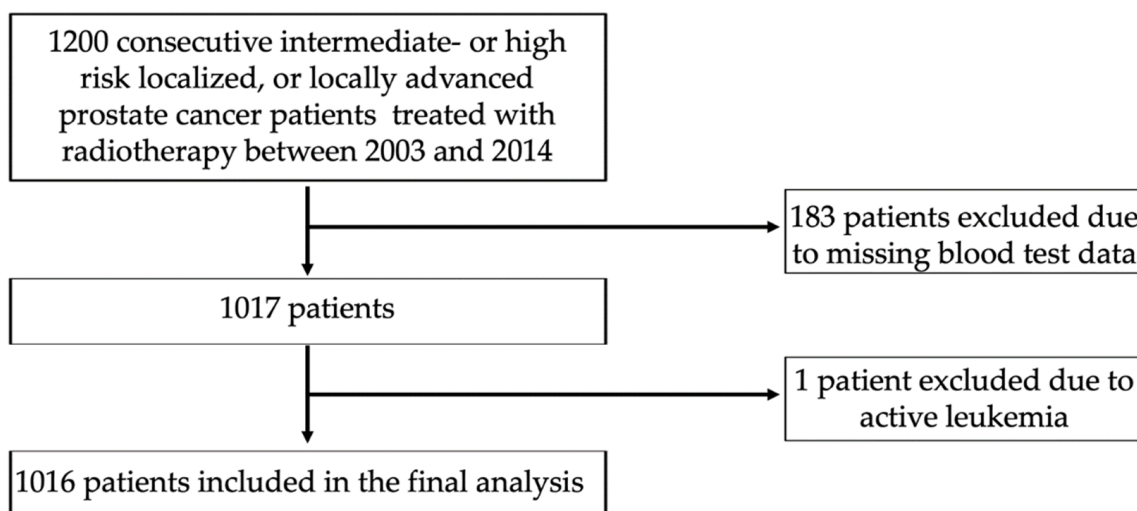 1200 consecutive intermediate- or high
risk localized, or locally advanced
prostate cancer patients treated with
radiotherapy between 2003 and 2014
183 patients excluded due
to missing blood test data
1017 patients
1 patient excluded due to
active leukemia
1016 patients included in the final analysis